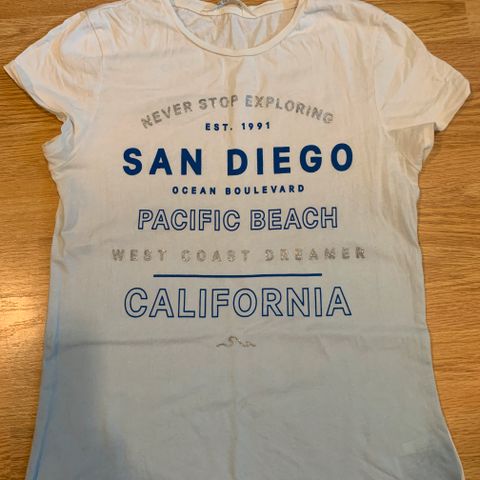 NEVER STOP EXPLORING
EST. 1991
SAN DIEGO
OCEAN BOULEVARD
PACIFIC BEACH
WEST COAST DREAMER
CALIFORNIA